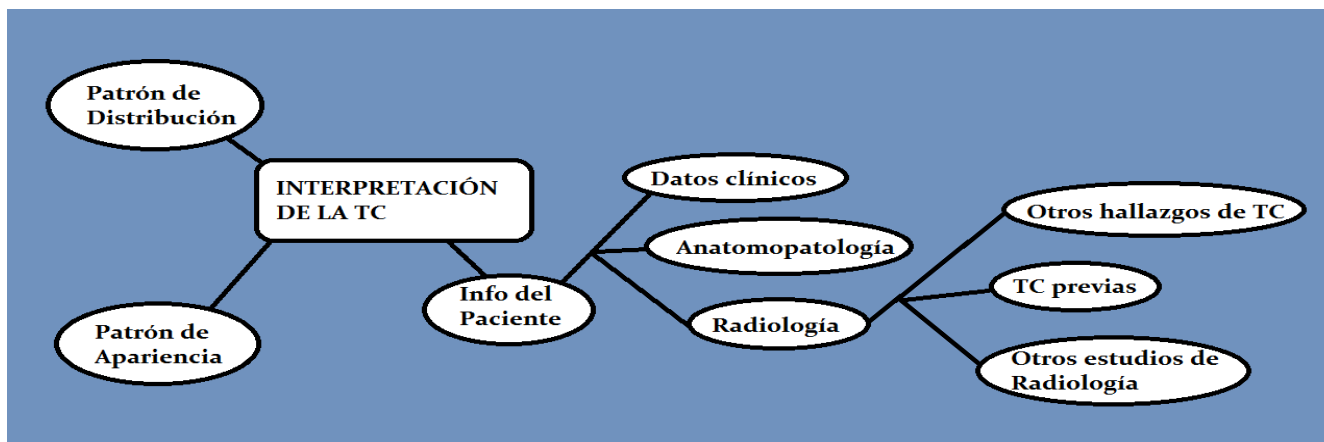 Patrón de
Distribución
INTERPRETACIÓN
DE LA TC
Patrón de
Apariencia
Info del
Paciente
Datos clínicos
Anatomopatología
Radiología
Otros hallazgos de TC
TC previas
Otros estudios de
Radiología